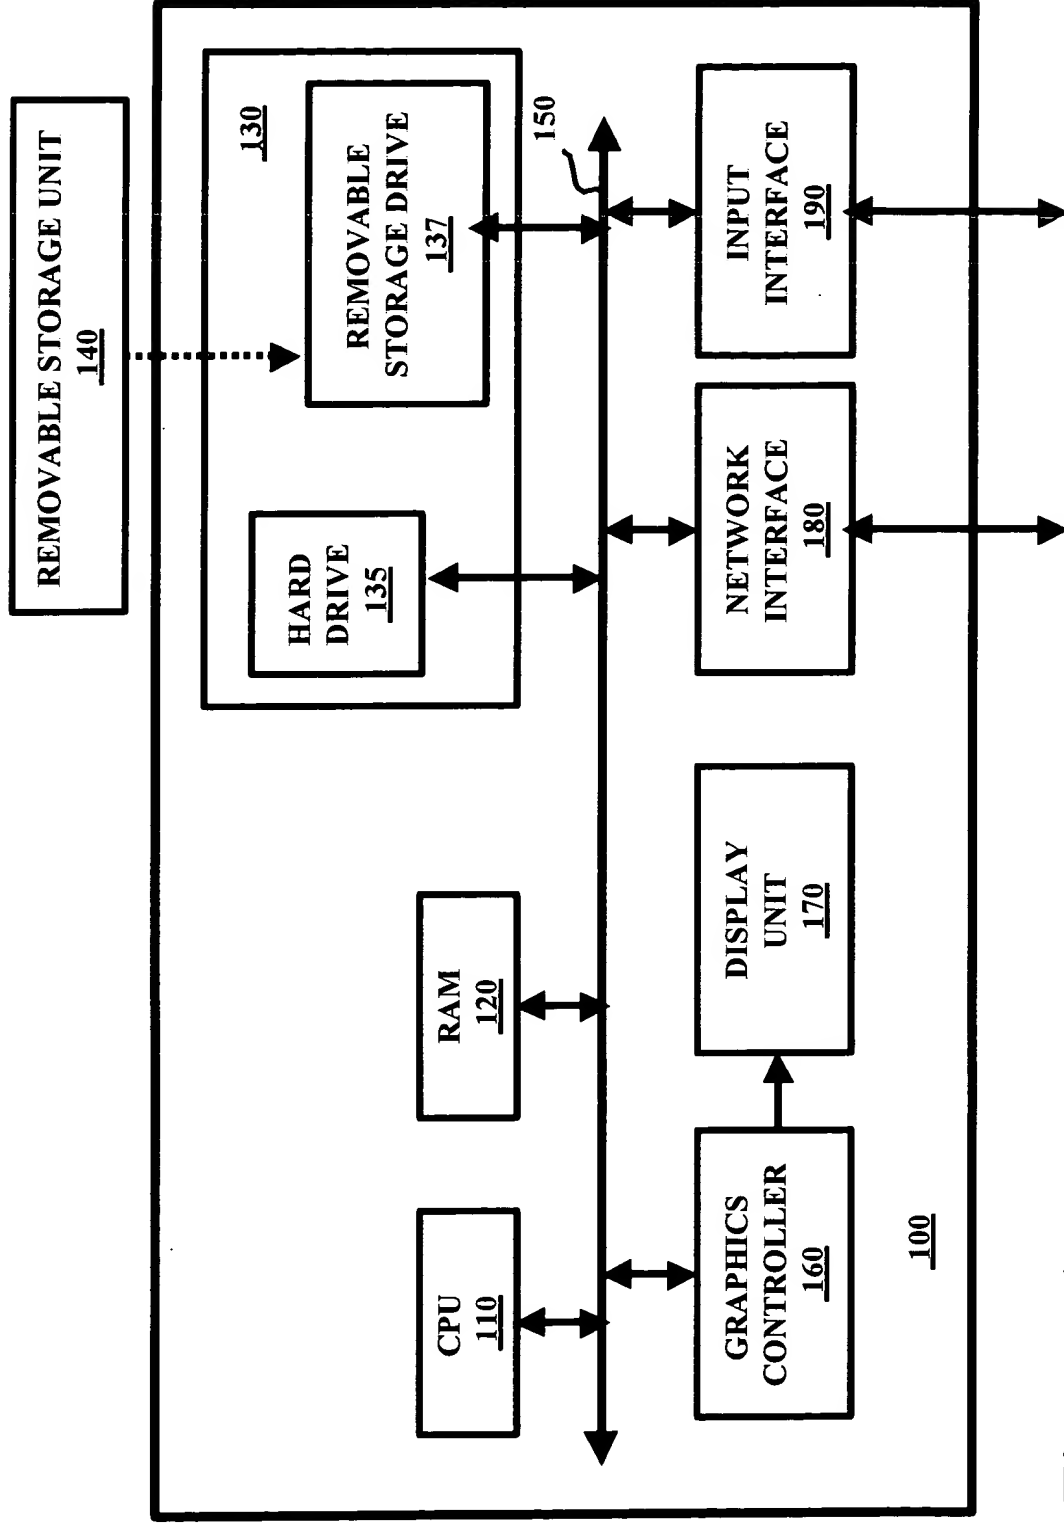 REMOVABLE STORAGE UNIT
140
130
HARD
DRIVE
135
REMOVABLE
STORAGE DRIVE
137
150
CPU
110
RAM
120
GRAPHICS
CONTROLLER
160
DISPLAY
UNIT
170
NETWORK
INTERFACE
180
INPUT
INTERFACE
190
100